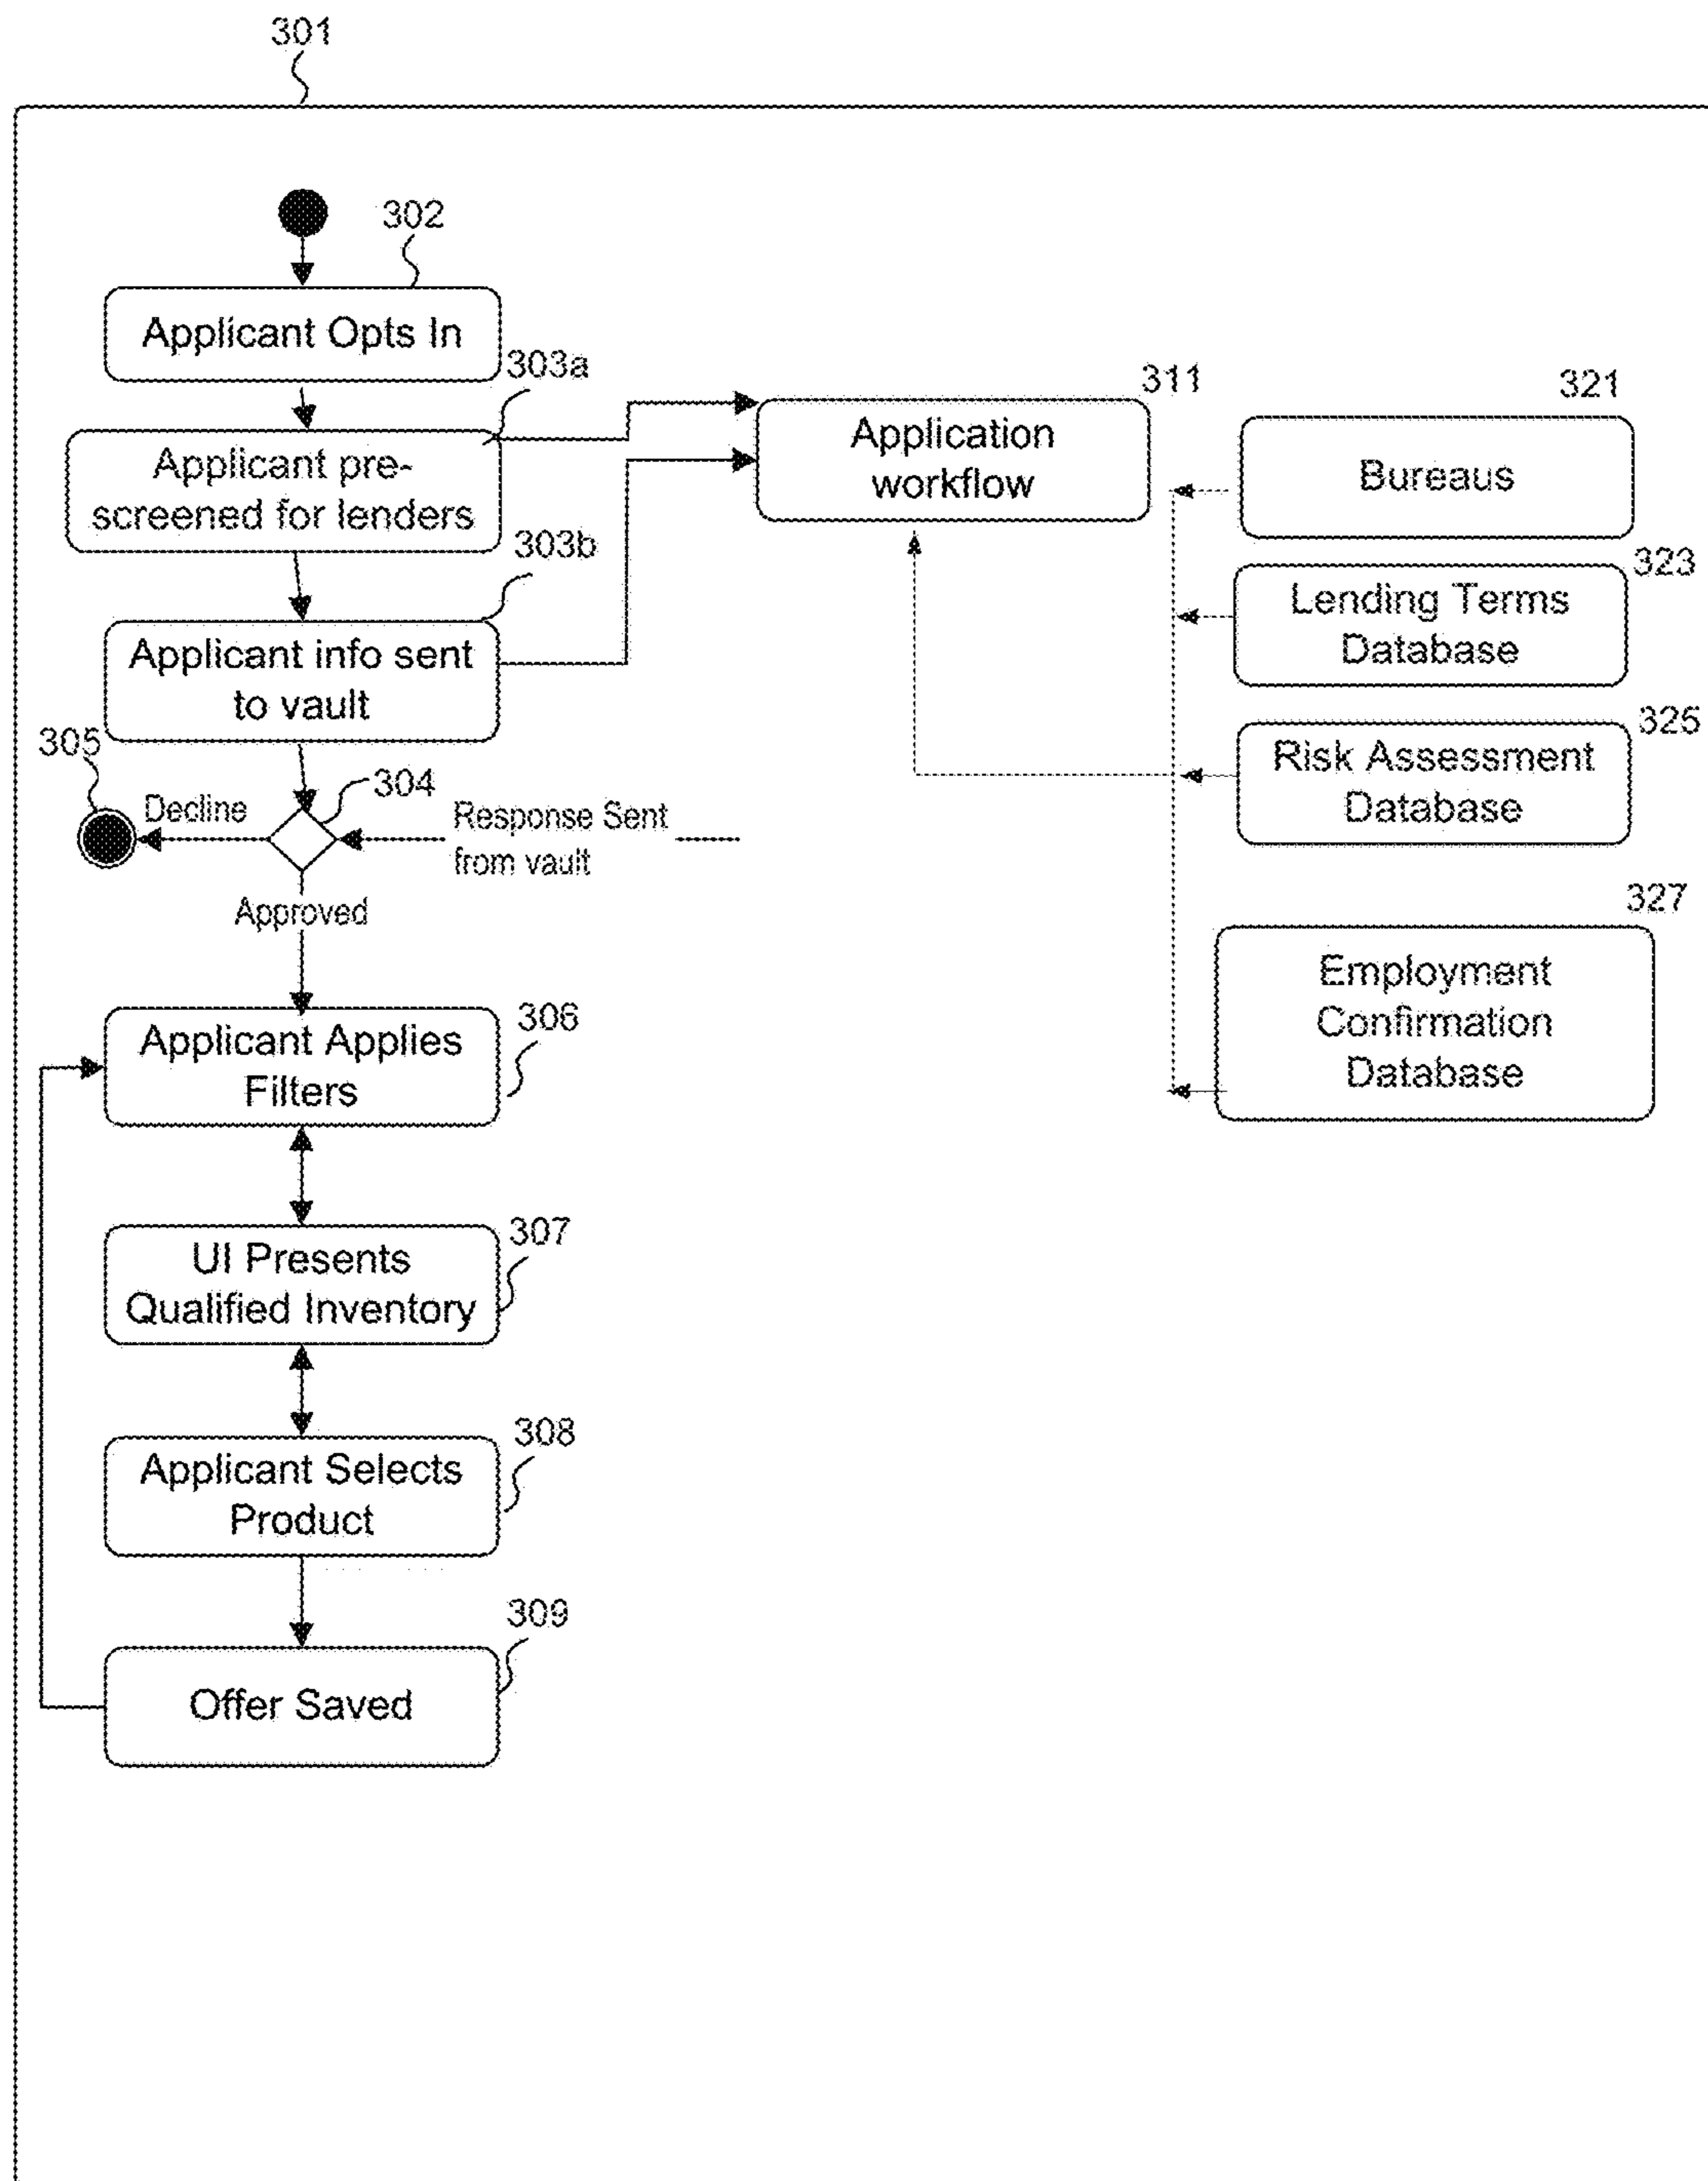 301
302
Applicant Opts In
303a
Applicant pre-
screened for lenders
303b
Applicant info sent
to vault
305
Decline
304
Response Sent
from vault
Approved
Applicant Applies
Filters
306
UI Presents
Qualified Inventory
307
Applicant Selects
Product
308
309
Offer Saved
311
Application
workflow
321
Bureaus
323
Lending Terms
Database
325
Risk Assessment
Database
327
Employment
Confirmation
Database